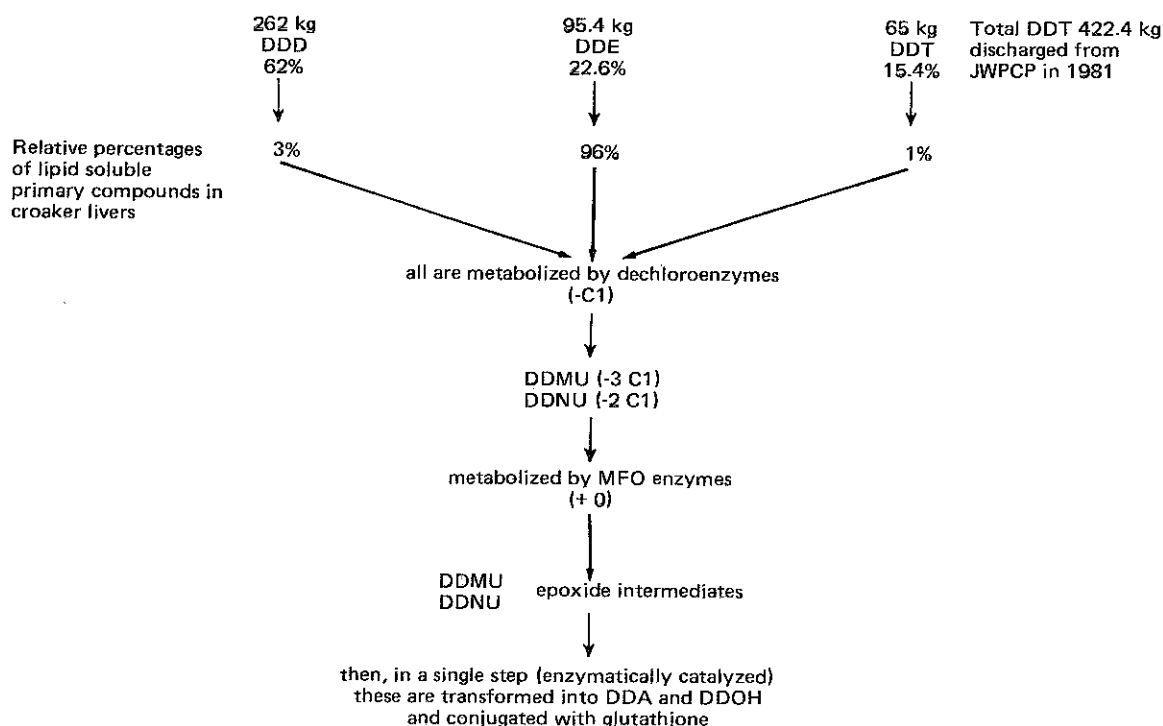 262 kg
DDD
62%
95.4 kg
DDE
22.6%
65 kg
DDT
15.4%
Total DDT 422.4 kg
discharged from
JWPCP in 1981
Relative percentages
of lipid soluble
primary compounds in
croaker livers
3%
96%
1%
all are metabolized by dechloroenzymes
(-C1)
DDMU (-3 C1)
DDNU (-2 C1)
metabolized by MFO enzymes
(+ 0)
DDMU
DDNU
epoxide intermediates
then, in a single step (enzymatically catalyzed)
these are transformed into DDA and DDOH
and conjugated with glutathione